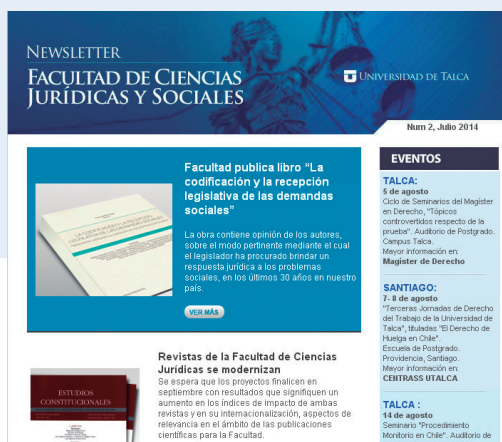 NEWSLETTER
FACULTAD DE CIENCIAS
JURÍDICAS Y SOCIALES
UNIVERSIDAD DE TALCA
Num 2, Julio 2014
Facultad publica libro “La
codificación y la recepción
legislativa de las demandas
sociales”
La obra contiene opinión de los autores,
sobre el modo pertinente mediante el cual
el legislador ha procurado brindar un
respuesta jurídica a los problemas
sociales, en los últimos 30 años en nuestro
país.
VER MÁS
LA CODIFICACIÓN Y LA RECEPCIÓN
LEGISLATIVA DE LAS DEMANDAS SOCIALES
Revistas de la Facultad de Ciencias
Jurídicas se modernizan
Se espera que los proyectos finalicen en
septiembre con resultados que signifiquen un
aumento en los índices de impacto de ambas
revistas y en su internacionalización, aspectos de
relevancia en el ámbito de las publicaciones
científicas para la Facultad.
ESTUDIOS
CONSTITUCIONALES
EVENTOS
TALCA:
5 de agosto
Ciclo de Seminarios del Magíster
en Derecho, "Tópicos
controvertidos respecto de la
prueba". Auditorio de Postgrado.
Campus Talca.
Mayor información en:
Magíster de Derecho
SANTIAGO:
7- 8 de agosto
"Terceras Jornadas de Derecho
del Trabajo de la Universidad de
Talca", tituladas "El Derecho de
Huelga en Chile".
Escuela de Postgrado.
Providencia, Santiago.
Mayor información en:
CENTRASS UTALCA
TALCA :
14 de agosto
Seminario "Procedimiento
Monitorio en Chile". Auditorio de